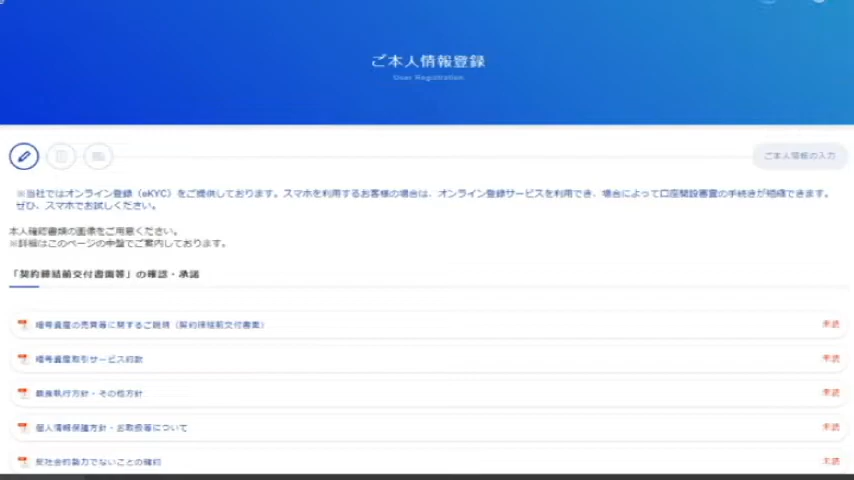 ご本人情報登録
User Registration
ご本人情報の入力
※当社ではオンライン登録（eKYC）をご提供しております。スマホを利用するお客様の場合は、オンライン登録サービスを利用でき、場合によって口座開設審査の手続きが短縮できます。
ぜひ、スマホでお試しください。
本人確認書類の画像をご用意ください。
※詳細はこのページの中盤でご案内しております。
「契約締結前交付書面等」の確認・承諾
暗号資産の売買等に関するご説明（契約締結前交付書面） 未読
暗号資産取引サービス約款 未読
最良執行方針・その他方針 未読
個人情報保護方針・お取扱等について 未読
反社会的勢力でないことの確約 未読